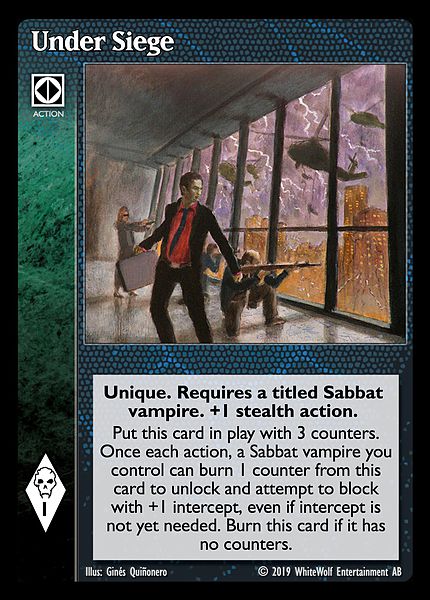 Under Siege
ACTION
Unique. Requires a titled Sabbat
vampire. +1 stealth action.
Put this card in play with 3 counters.
Once each action, a Sabbat vampire you
control can burn 1 counter from this
card to unlock and attempt to block
with +1 intercept, even if intercept is
not yet needed. Burn this card if it has
no counters.
1
Illus: Ginés Quiñonero © 2019 WhiteWolf Entertainment AB